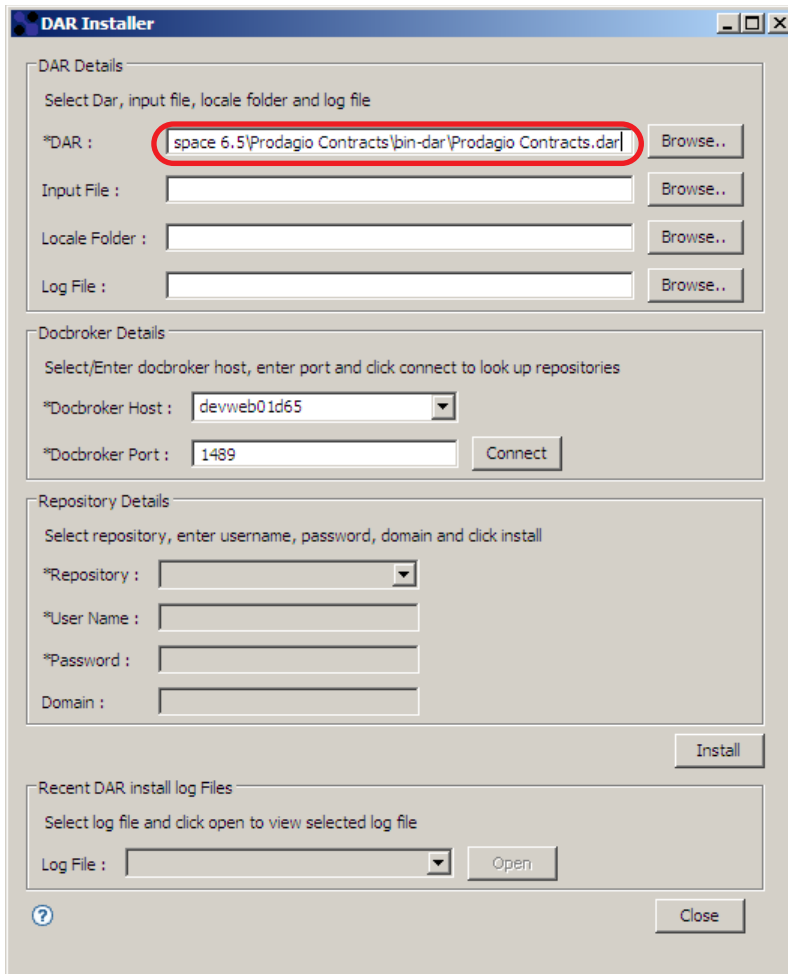 DAR Installer
DAR Details
Select Dar, input file, locale folder and log file
*DAR : space 6.5\Prodagio Contracts\bin-dar\Prodagio Contracts.dar Browse..
Input File : Browse..
Locale Folder : Browse..
Log File : Browse..
Docbroker Details
Select/Enter docbroker host, enter port and click connect to look up repositories
*Docbroker Host : devweb01d65
*Docbroker Port : 1489 Connect
Repository Details
Select repository, enter username, password, domain and click install
*Repository :
*User Name :
*Password :
Domain :
Install
Recent DAR install log Files
Select log file and click open to view selected log file
Log File : Open
? Close